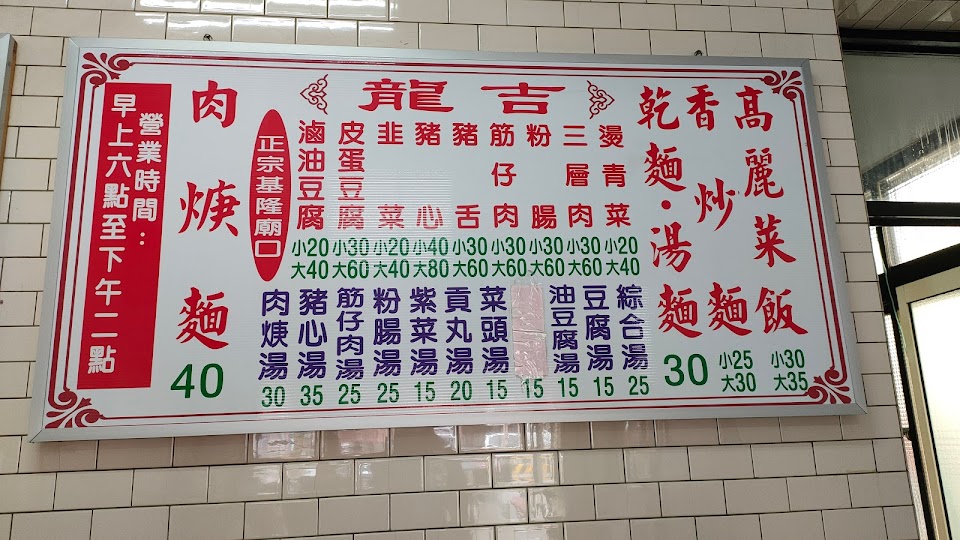 龍吉
營業時間：
早上六點至下午二點
肉焿麵
40
正宗基隆廟口
滷油豆腐
小20
大40
皮蛋豆腐
小30
大60
韭菜
小20
大40
豬心
小40
大80
豬舌
小30
大60
筋仔肉
小30
大60
粉腸
小30
大60
三層肉
小30
大60
燙青菜
小20
大40
肉焿湯
30
豬心湯
35
筋仔肉湯
25
粉腸湯
25
紫菜湯
15
貢丸湯
20
菜頭湯
15
15
油豆腐湯
15
豆腐湯
15
綜合湯
25
乾麵·湯麵
30
香炒麵
小25
大30
高麗菜飯
小30
大35